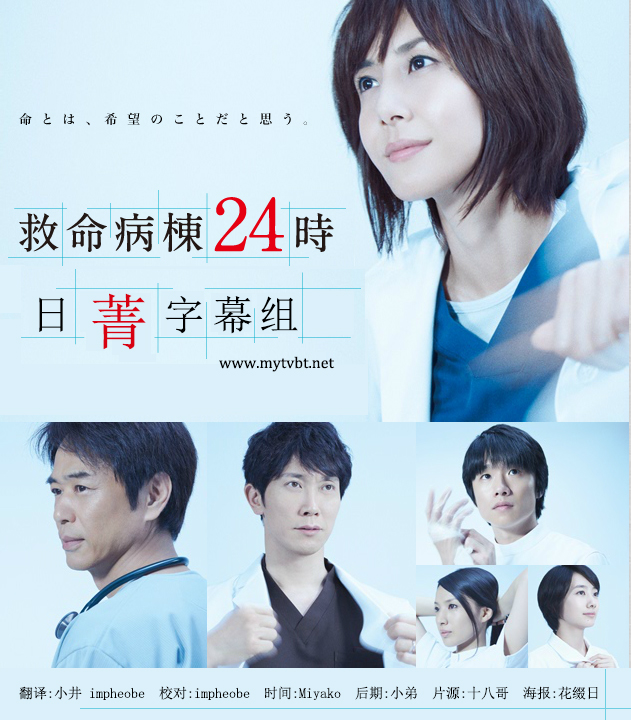 命とは、希望のことだと思う。
救命病棟24時
日菁字幕组
www.mytvbt.net
翻译:小井 impheobe 校对:impheobe 时间:Miyako 后期:小弟 片源:十八哥 海报:花缀日